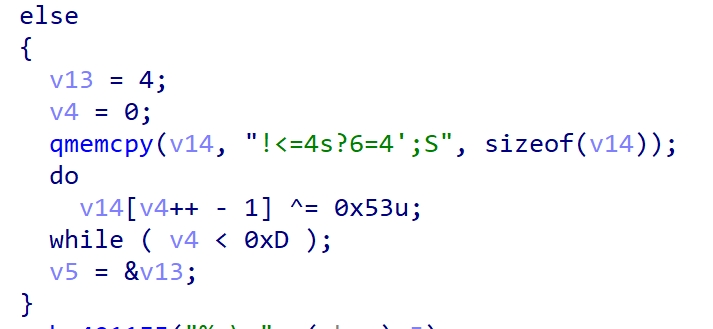 else
{
v13 = 4;
v4 = 0;
qmemcpy(v14, "!<=4s?6=4';S", sizeof(v14));
do
v14[v4++ - 1] ^= 0x53u;
while ( v4 < 0xD );
v5 = &v13;
}